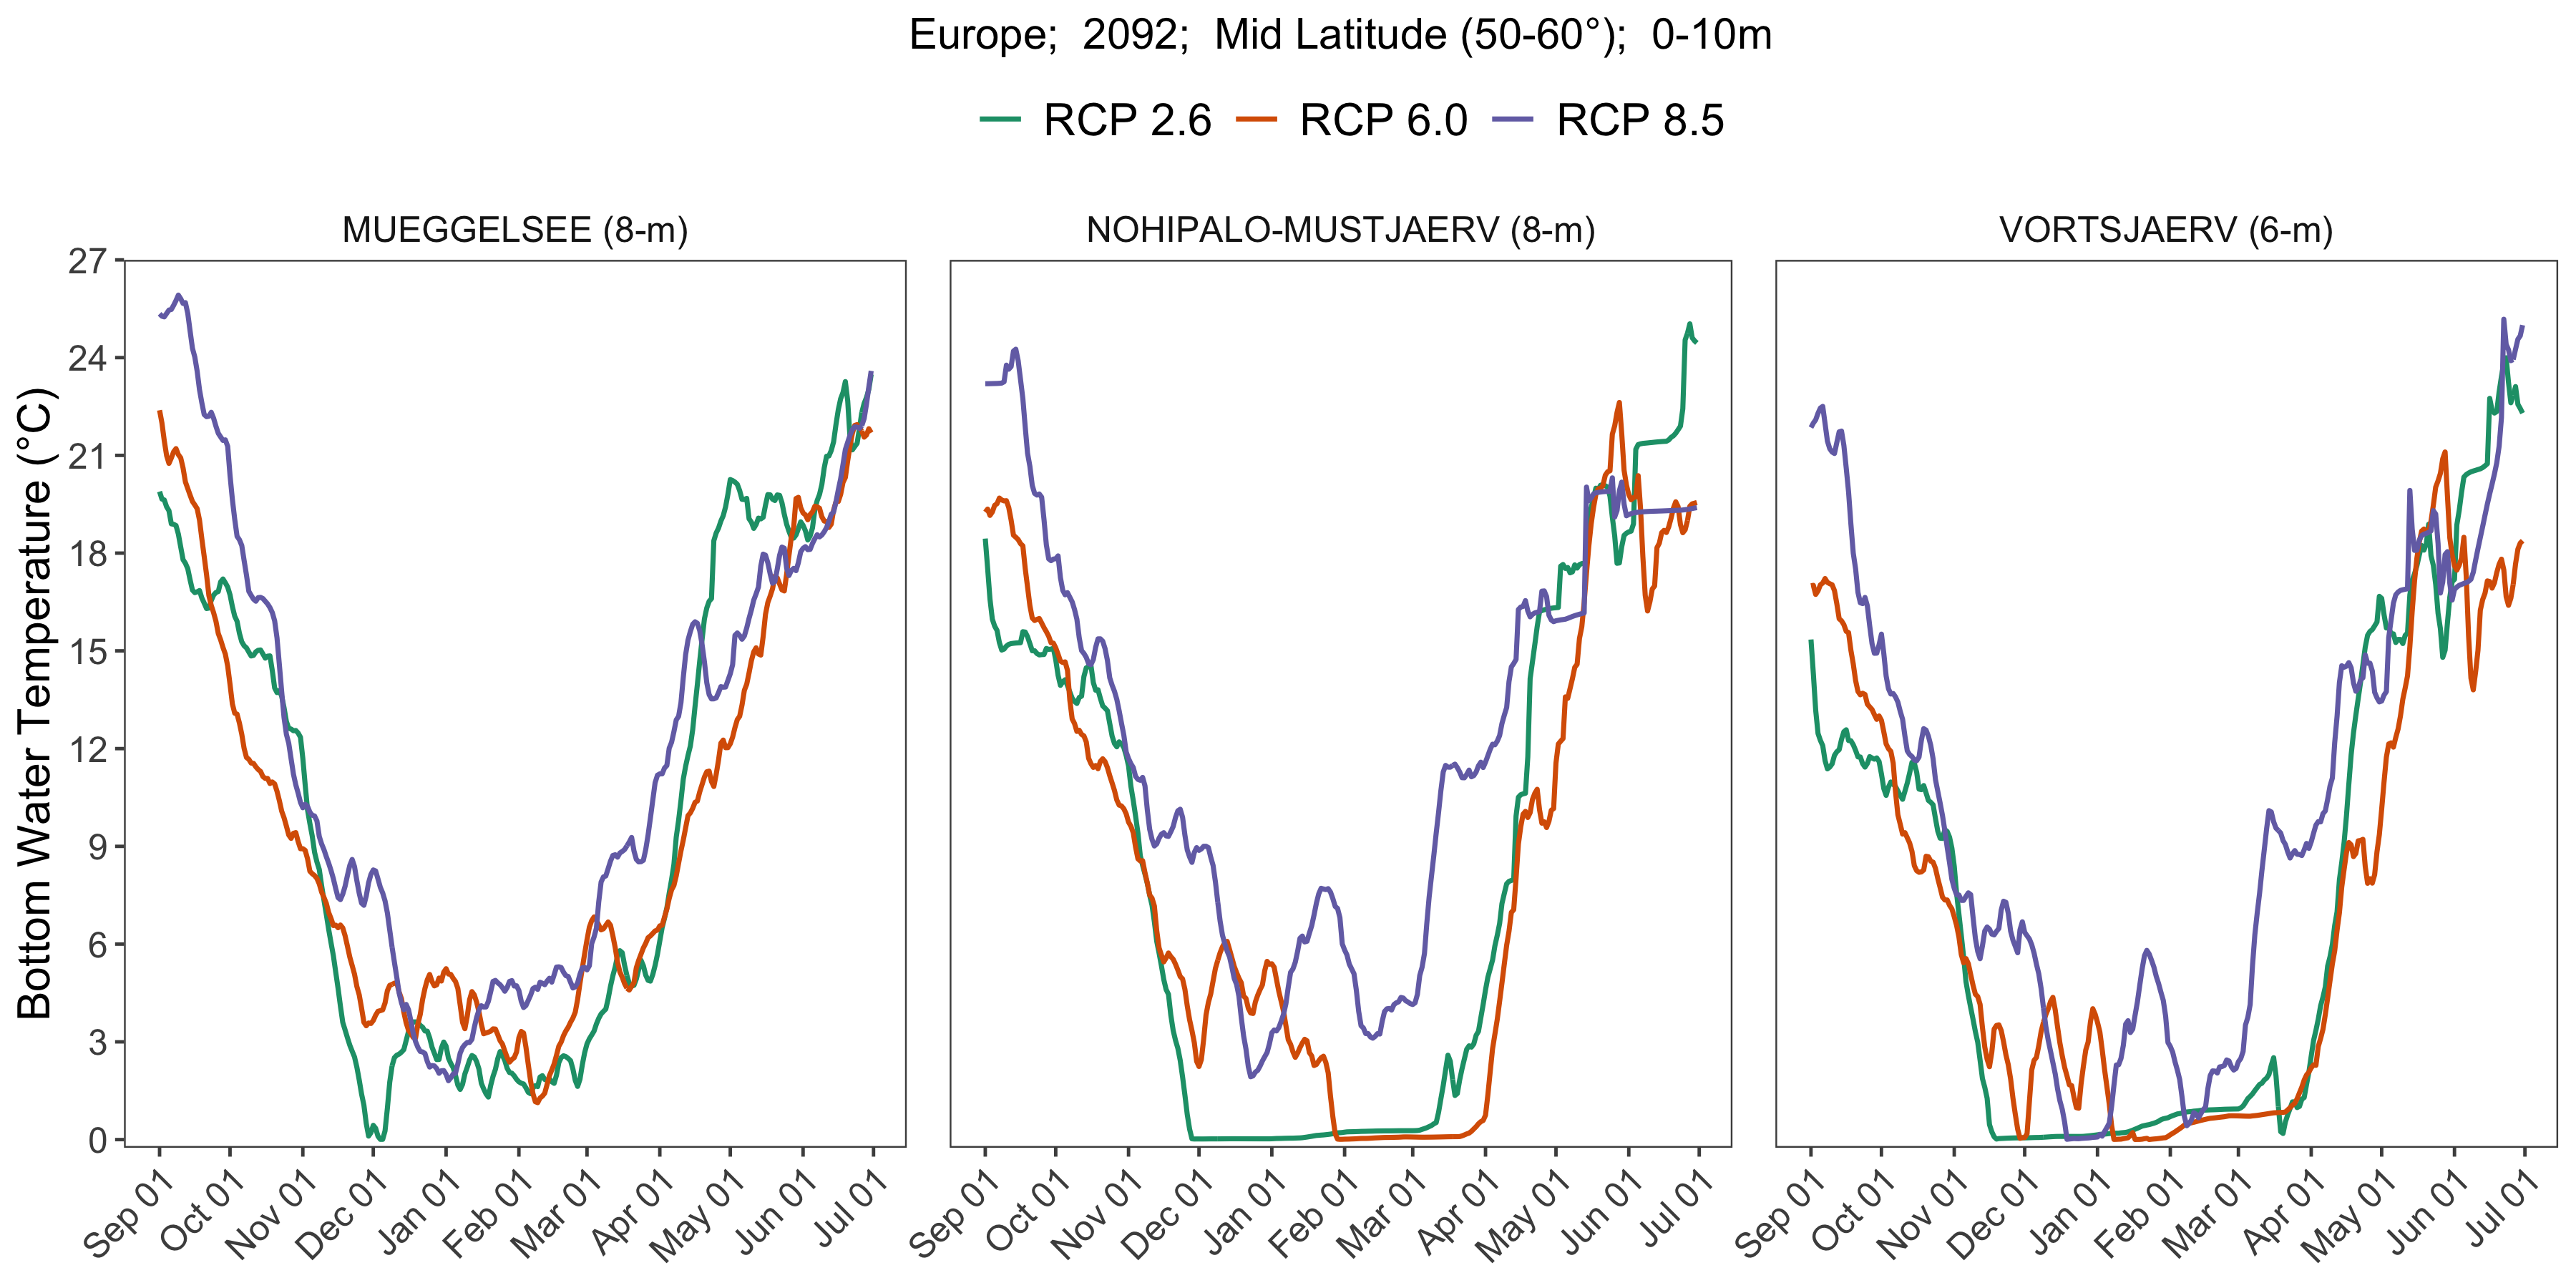 Europe;  2092;  Mid Latitude (50-60°);  0-10m
RCP 2.6 RCP 6.0 RCP 8.5
MUEGGELSEE (8-m) NOHIPALO-MUSTJAERV (8-m) VORTSJAERV (6-m)
Bottom Water Temperature (°C)
27
24
21
18
15
12
9
6
3
0
Sep 01 Oct 01 Nov 01 Dec 01 Jan 01 Feb 01 Mar 01 Apr 01 May 01 Jun 01 Jul 01 Sep 01 Oct 01 Nov 01 Dec 01 Jan 01 Feb 01 Mar 01 Apr 01 May 01 Jun 01 Jul 01 Sep 01 Oct 01 Nov 01 Dec 01 Jan 01 Feb 01 Mar 01 Apr 01 May 01 Jun 01 Jul 01